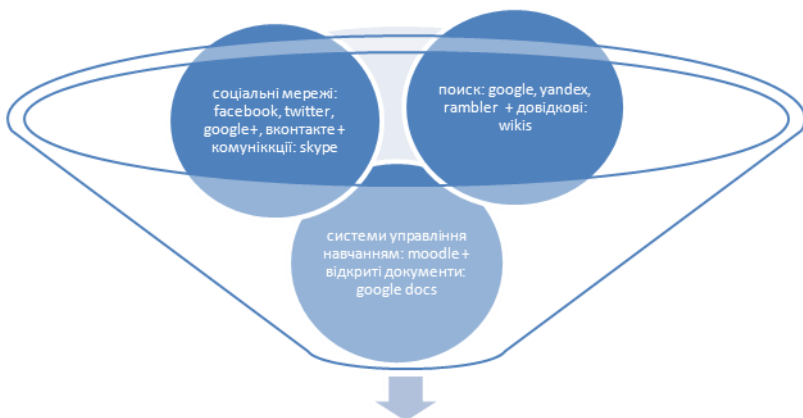 соціальні мережі:
facebook, twitter,
google+, вконтакте +
комуніккції: skype
поиск: google, yandex,
rambler + довідкові:
wikis
системи управління
навчанням: moodle +
відкриті документи:
google docs